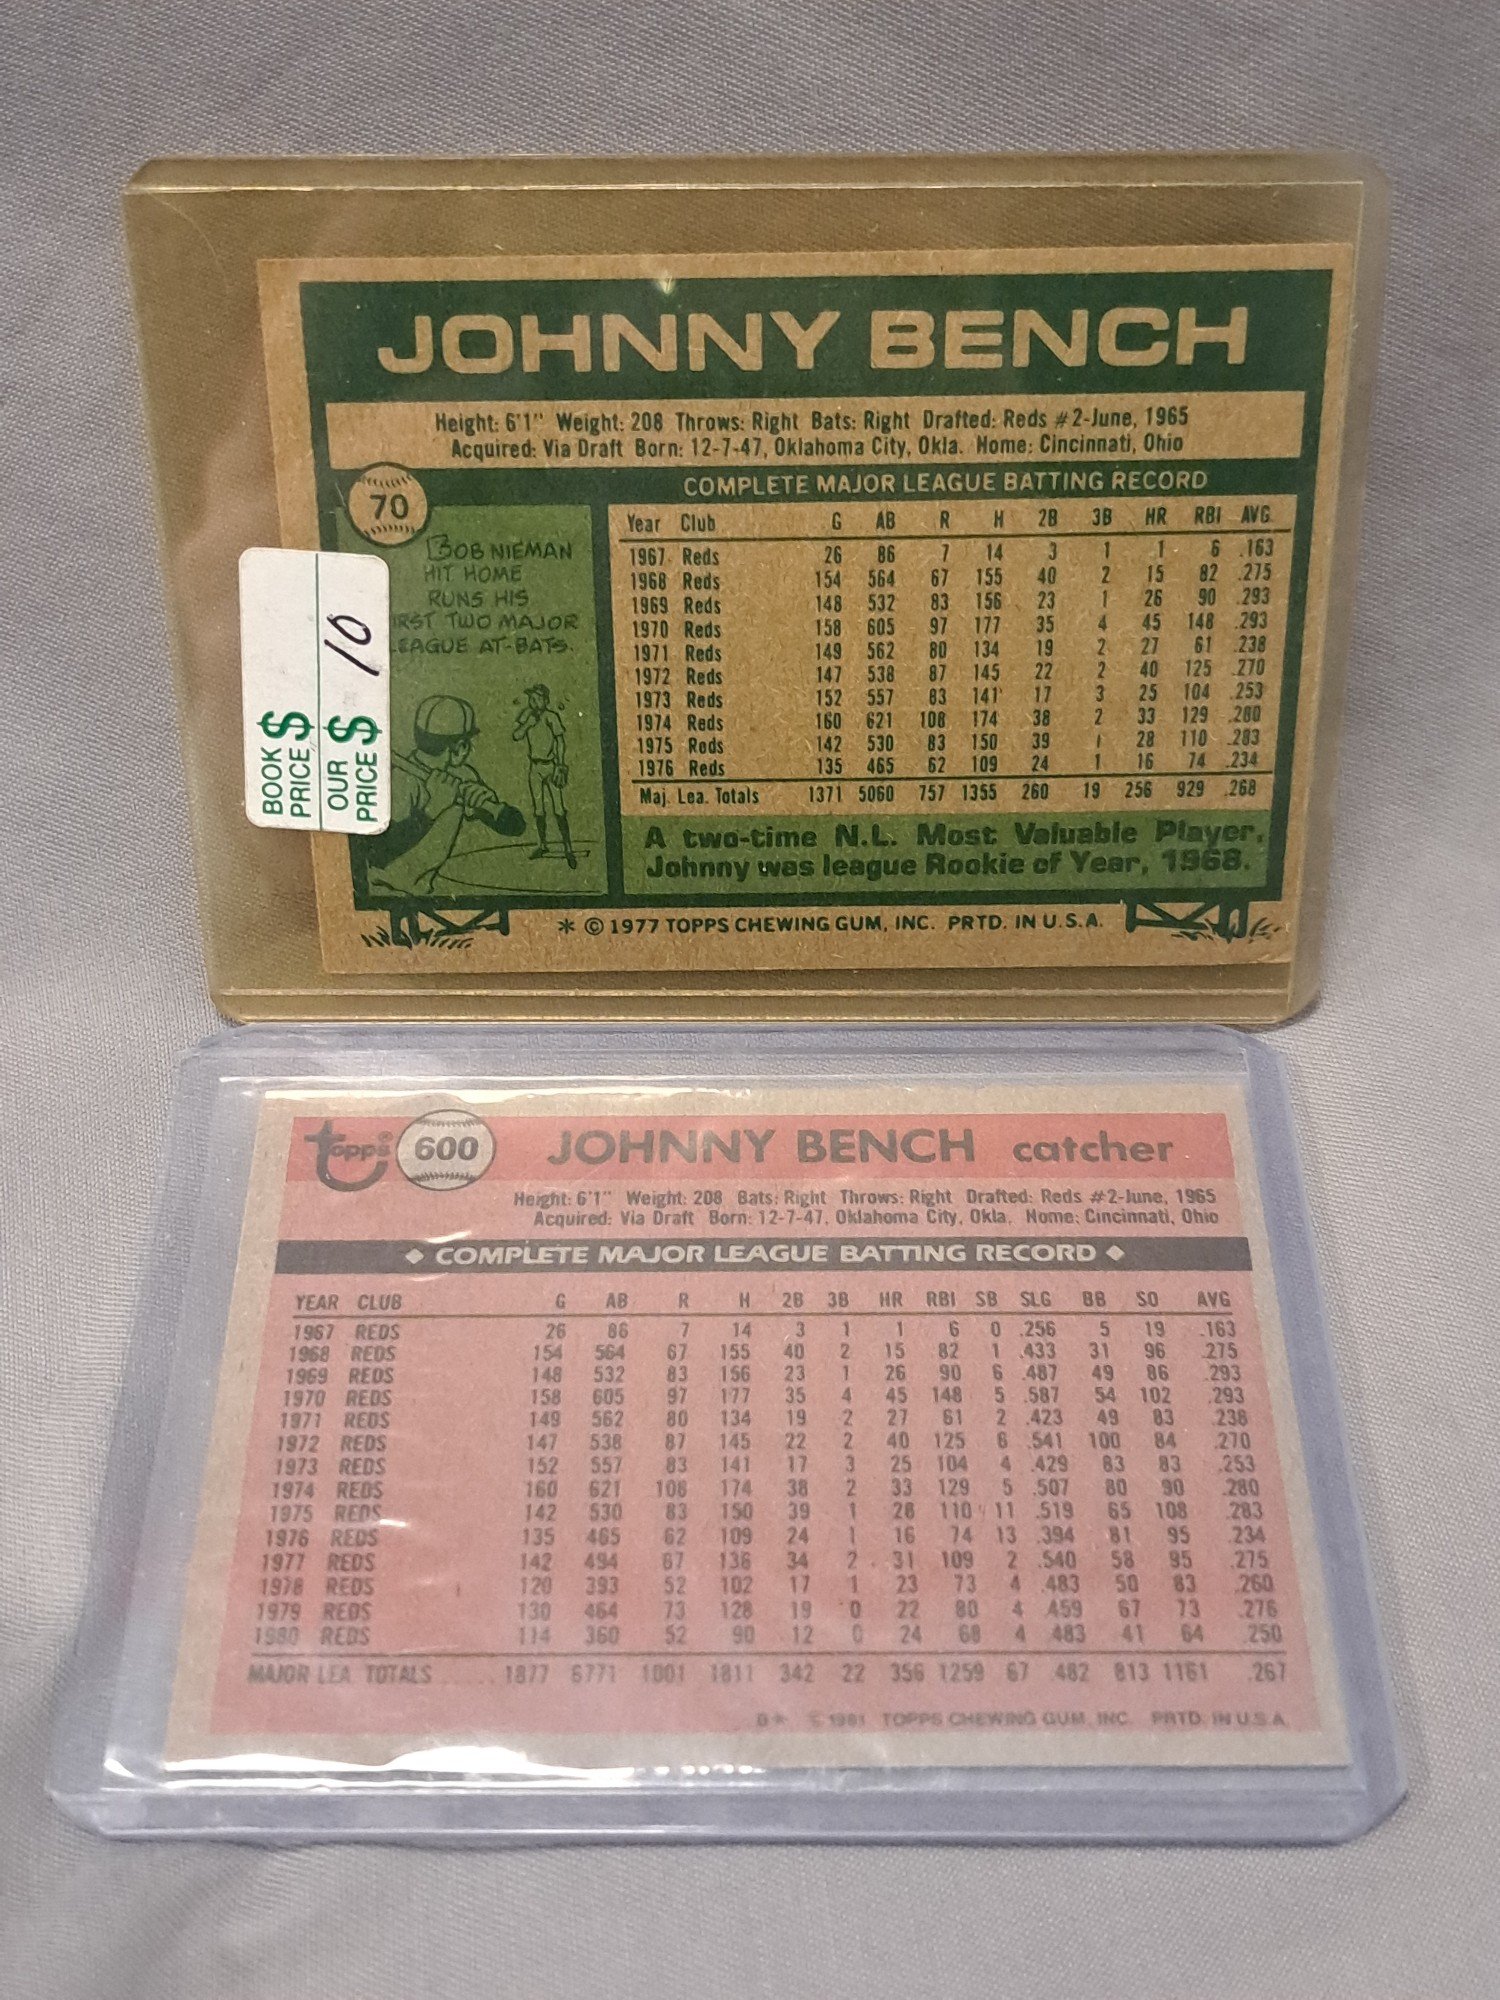 JOHNNY BENCH
Height: 6'1" Weight: 208 Throws: Right Bats: Right Drafted: Reds #2-June, 1965
Acquired: Via Draft Born: 12-7-47, Oklahoma City, Okla. Home: Cincinnati, Ohio
70
BOB NIEMAN
HIT HOME
RUNS HIS
RST TWO MAJOR
EAGUE AT-BATS.
BOOK PRICE $
OUR PRICE $ 10
COMPLETE MAJOR LEAGUE BATTING RECORD
Year Club G AB R H 2B 3B HR RBI AVG.
1967 Reds 26 86 7 14 3 1 1 6 .163
1968 Reds 154 564 67 155 40 2 15 82 .275
1969 Reds 148 532 83 156 23 1 26 90 .293
1970 Reds 158 605 97 177 35 4 45 148 .293
1971 Reds 149 562 80 134 19 2 27 61 .238
1972 Reds 147 538 87 145 22 2 40 125 .270
1973 Reds 152 557 83 141 17 3 25 104 .253
1974 Reds 160 621 108 174 38 2 33 129 .280
1975 Reds 142 530 83 150 39 1 28 110 .283
1976 Reds 135 465 62 109 24 1 16 74 .234
Maj. Lea. Totals 1371 5060 757 1355 260 19 256 929 .268
A two-time N.L. Most Valuable Player,
Johnny was league Rookie of Year, 1968.
* © 1977 TOPPS CHEWING GUM, INC. PRTD. IN U.S.A.
topps® 600 JOHNNY BENCH catcher
Height: 6'1" Weight: 208 Bats: Right Throws: Right Drafted: Reds #2-June, 1965
Acquired: Via Draft Born: 12-7-47, Oklahoma City, Okla. Home: Cincinnati, Ohio
◆ COMPLETE MAJOR LEAGUE BATTING RECORD ◆
YEAR CLUB G AB R H 2B 3B HR RBI SB SLG BB SO AVG
1967 REDS 26 86 7 14 3 1 1 6 0 .256 5 19 .163
1968 REDS 154 564 67 155 40 2 15 82 1 .433 31 96 .275
1969 REDS 148 532 83 156 23 1 26 90 6 .487 49 86 .293
1970 REDS 158 605 97 177 35 4 45 148 5 .587 54 102 .293
1971 REDS 149 562 80 134 19 2 27 61 2 .423 49 83 .238
1972 REDS 147 538 87 145 22 2 40 125 6 .541 100 84 .270
1973 REDS 152 557 83 141 17 3 25 104 4 .429 83 83 .253
1974 REDS 160 621 108 174 38 2 33 129 5 .507 80 90 .280
1975 REDS 142 530 83 150 39 1 28 110 11 .519 65 108 .283
1976 REDS 135 465 62 109 24 1 16 74 13 .394 81 95 .234
1977 REDS 142 494 67 136 34 2 31 109 2 .540 58 95 .275
1978 REDS 120 393 52 102 17 1 23 73 4 .483 50 83 .260
1979 REDS 130 464 73 128 19 0 22 80 4 .459 67 73 .276
1980 REDS 114 360 52 90 12 0 24 68 4 .483 41 64 .250
MAJOR LEA. TOTALS 1877 6771 1001 1811 342 22 356 1259 67 .482 813 1161 .267
* © 1981 TOPPS CHEWING GUM, INC. PRTD. IN U.S.A.